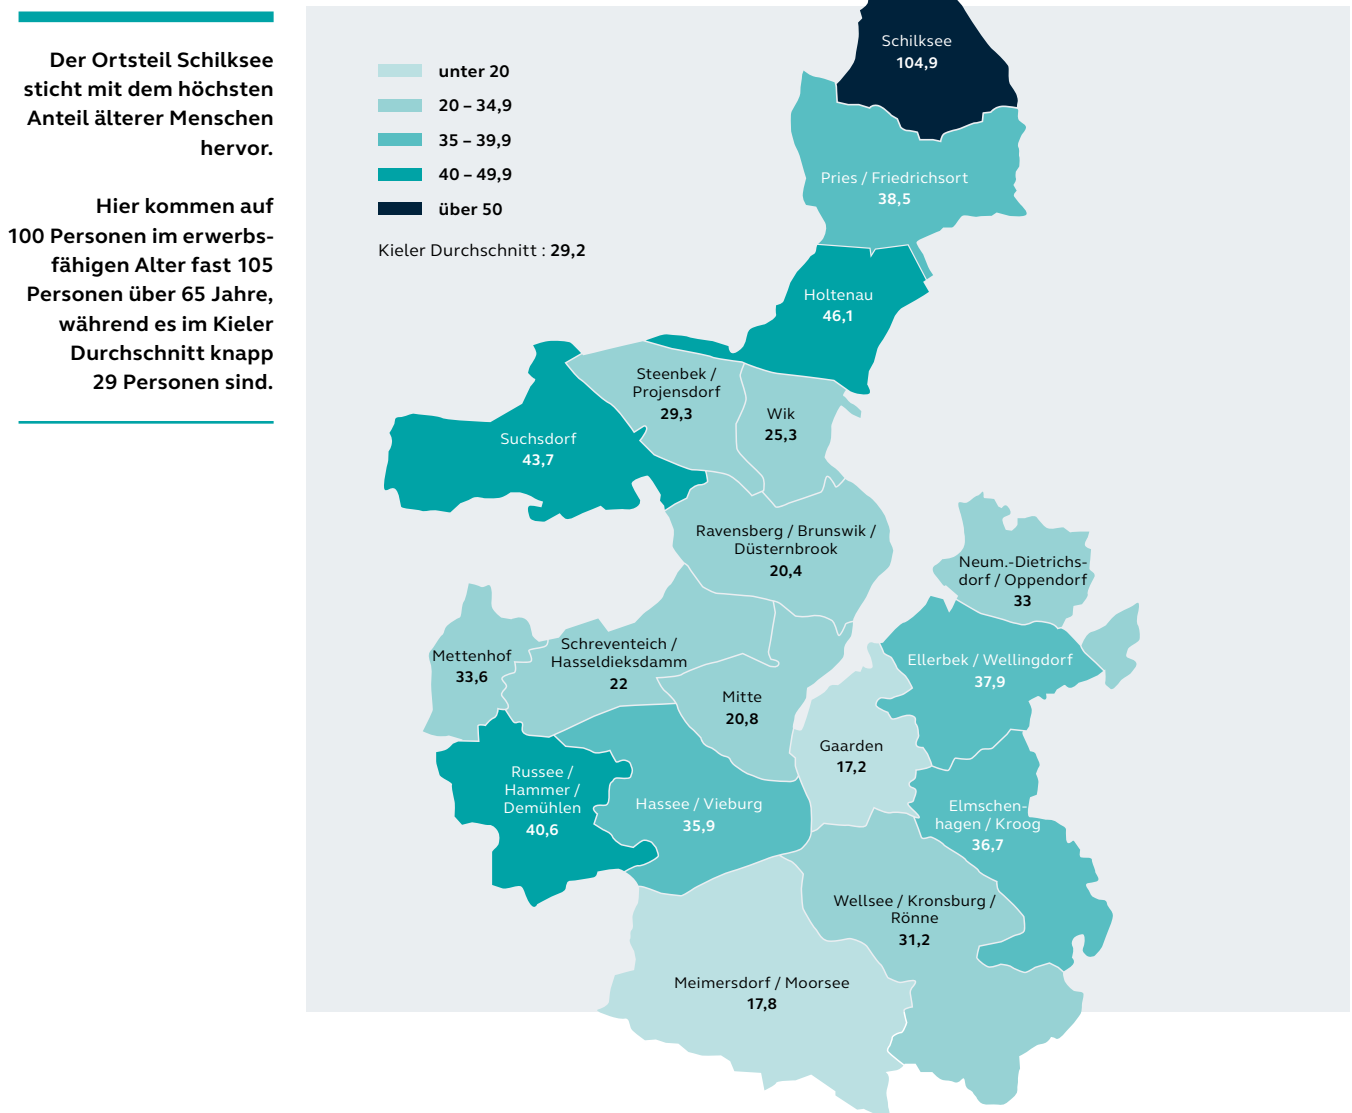 Der Ortsteil Schilksee
sticht mit dem höchsten
Anteil älterer Menschen
hervor.
Hier kommen auf
100 Personen im erwerbs-
fähigen Alter fast 105
Personen über 65 Jahre,
während es im Kieler
Durchschnitt knapp
29 Personen sind.
unter 20
20 – 34,9
35 – 39,9
40 – 49,9
über 50
Kieler Durchschnitt : 29,2
Schilksee
104,9
Pries / Friedrichsort
38,5
Holtenau
46,1
Steenbek /
Projensdorf
29,3
Wik
25,3
Suchsdorf
43,7
Ravensberg / Brunswik /
Düsternbrook
20,4
Neum.-Dietrichs-
dorf / Oppendorf
33
Mettenhof
33,6
Schreventeich /
Hasseldieksdamm
22
Ellerbek / Wellingdorf
37,9
Mitte
20,8
Gaarden
17,2
Russee /
Hammer /
Demühlen
40,6
Hassee / Vieburg
35,9
Elmschen-
hagen / Kroog
36,7
Wellsee / Kronsburg /
Rönne
31,2
Meimersdorf / Moorsee
17,8